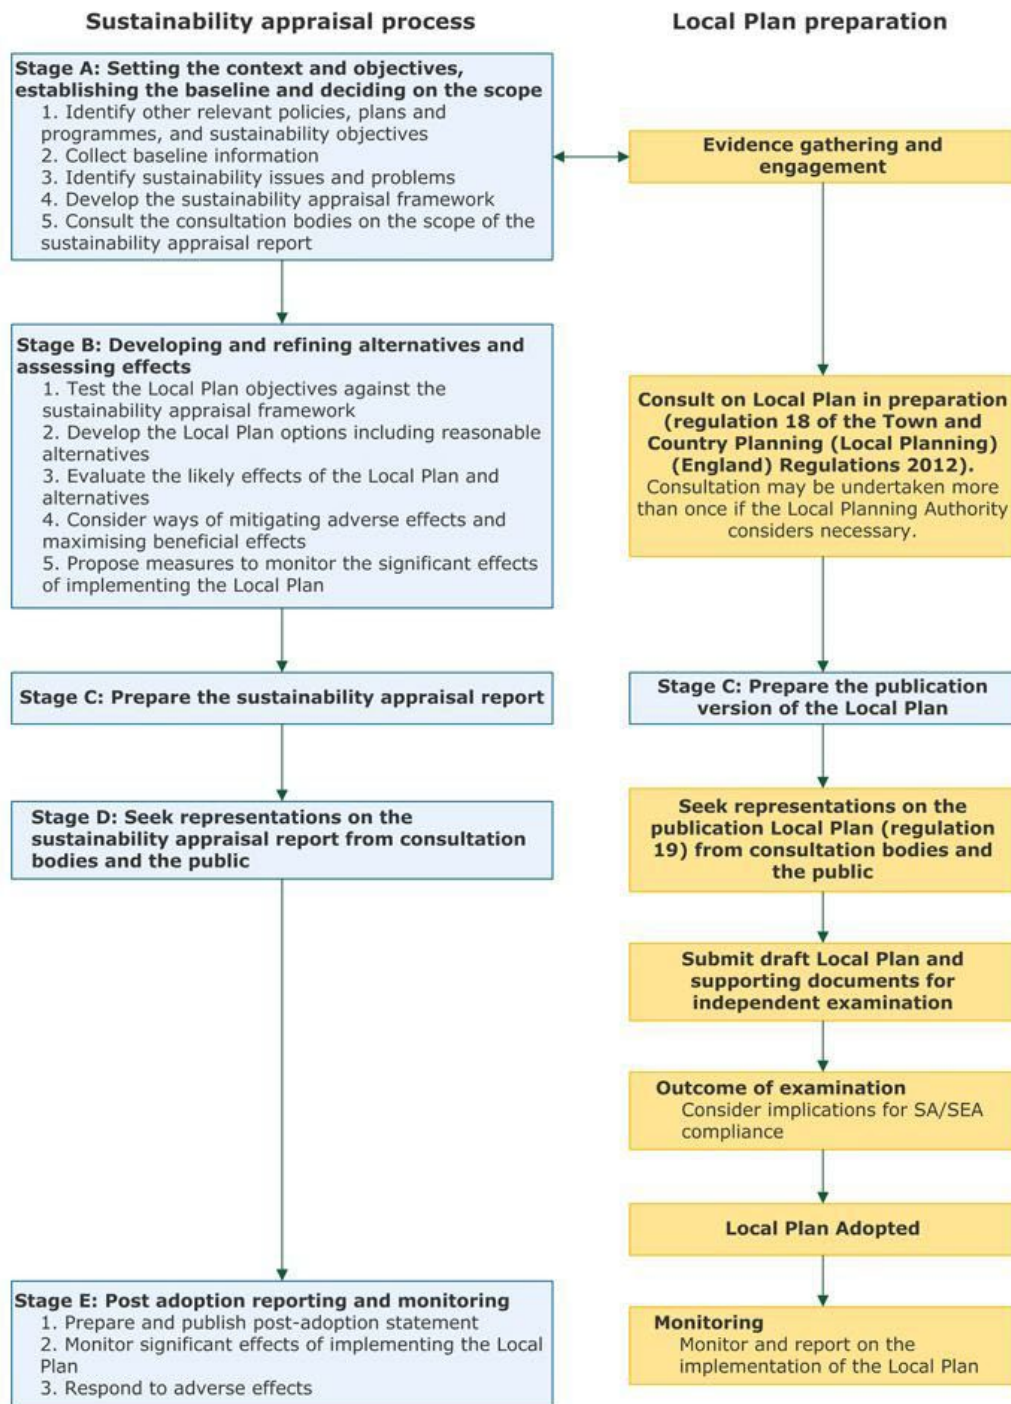 Sustainability appraisal process
Local Plan preparation
Stage A: Setting the context and objectives,
establishing the baseline and deciding on the scope
1. Identify other relevant policies, plans and
programmes, and sustainability objectives
2. Collect baseline information
3. Identify sustainability issues and problems
4. Develop the sustainability appraisal framework
5. Consult the consultation bodies on the scope of the
sustainability appraisal report
Evidence gathering and
engagement
Stage B: Developing and refining alternatives and
assessing effects
1. Test the Local Plan objectives against the
sustainability appraisal framework
2. Develop the Local Plan options including reasonable
alternatives
3. Evaluate the likely effects of the Local Plan and
alternatives
4. Consider ways of mitigating adverse effects and
maximising beneficial effects
5. Propose measures to monitor the significant effects
of implementing the Local Plan
Consult on Local Plan in preparation
(regulation 18 of the Town and
Country Planning (Local Planning)
(England) Regulations 2012).
Consultation may be undertaken more
than once if the Local Planning Authority
considers necessary.
Stage C: Prepare the sustainability appraisal report
Stage C: Prepare the publication
version of the Local Plan
Stage D: Seek representations on the
sustainability appraisal report from consultation
bodies and the public
Seek representations on the
publication Local Plan (regulation
19) from consultation bodies and
the public
Submit draft Local Plan and
supporting documents for
independent examination
Outcome of examination
Consider implications for SA/SEA
compliance
Local Plan Adopted
Stage E: Post adoption reporting and monitoring
1. Prepare and publish post-adoption statement
2. Monitor significant effects of implementing the Local
Plan
3. Respond to adverse effects
Monitoring
Monitor and report on the
implementation of the Local Plan